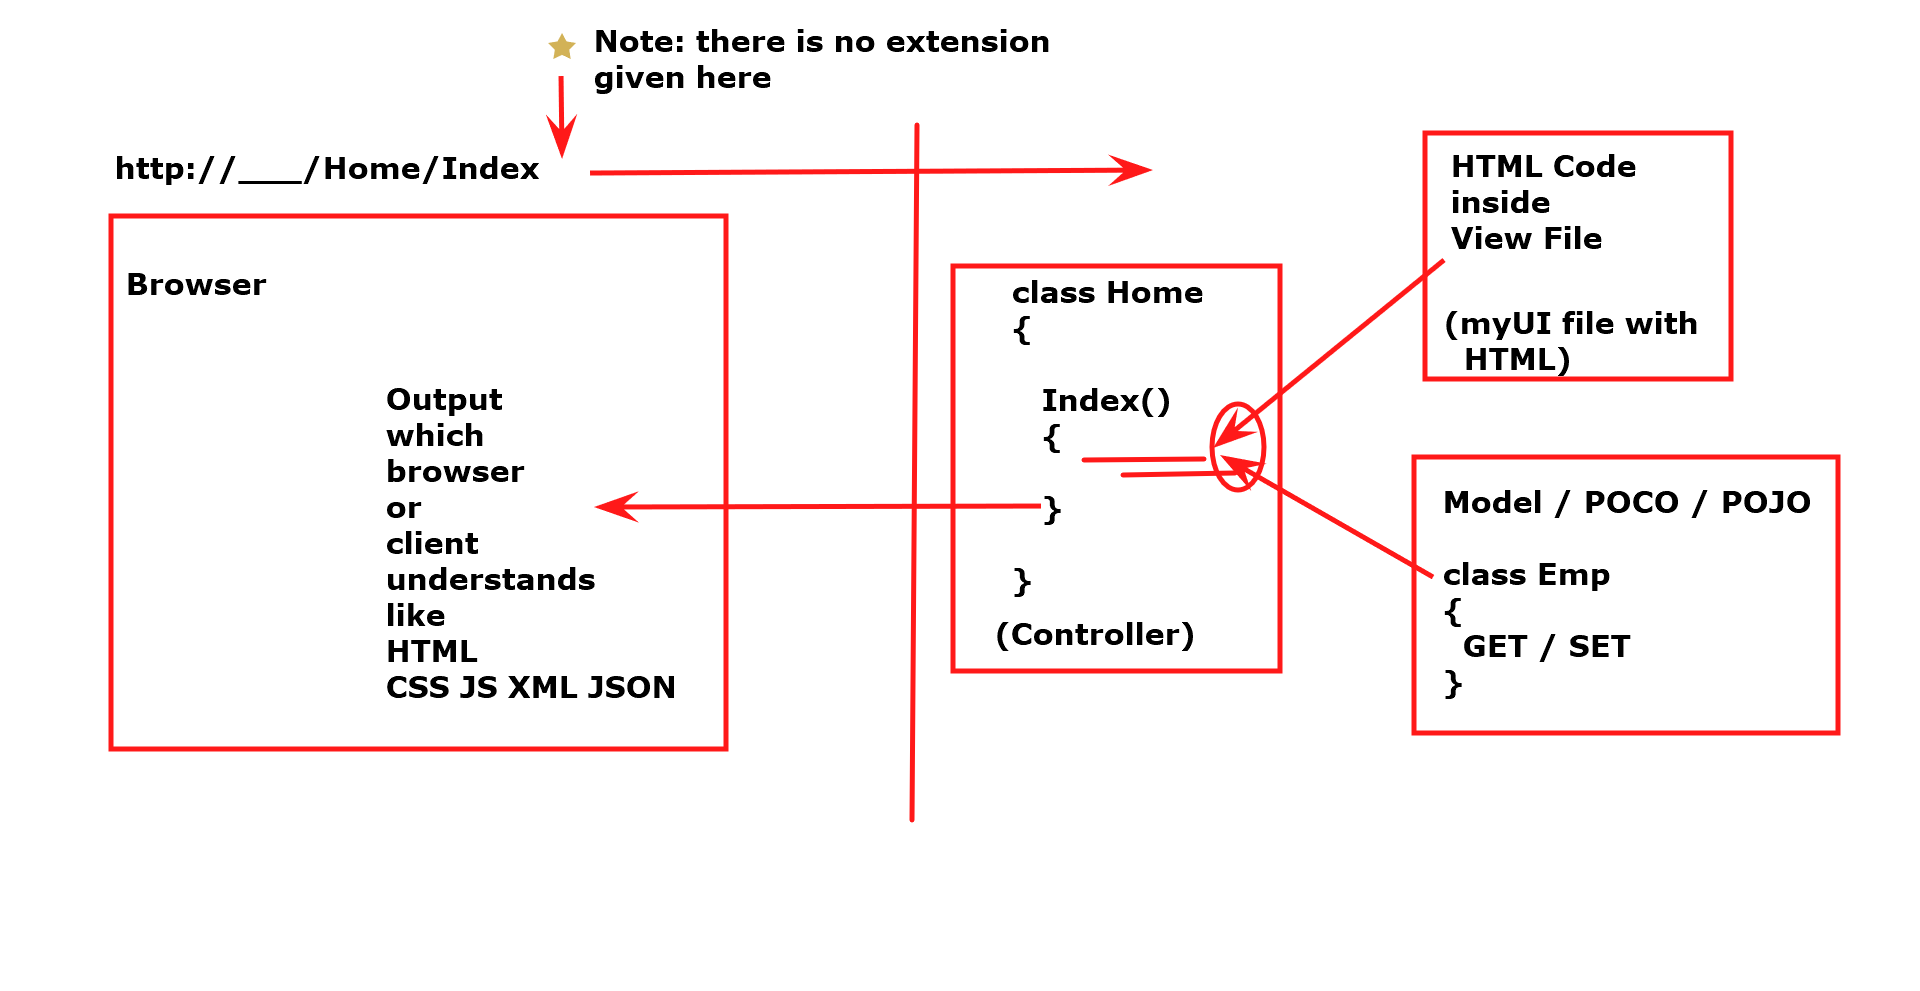 Note: there is no extension
given here
http://____/Home/Index
Browser
Output
which
browser
or
client
understands
like
HTML
CSS JS XML JSON
class Home
{
Index()
{
}
}
(Controller)
HTML Code
inside
View File
(myUI file with
HTML)
Model / POCO / POJO
class Emp
{
GET / SET
}